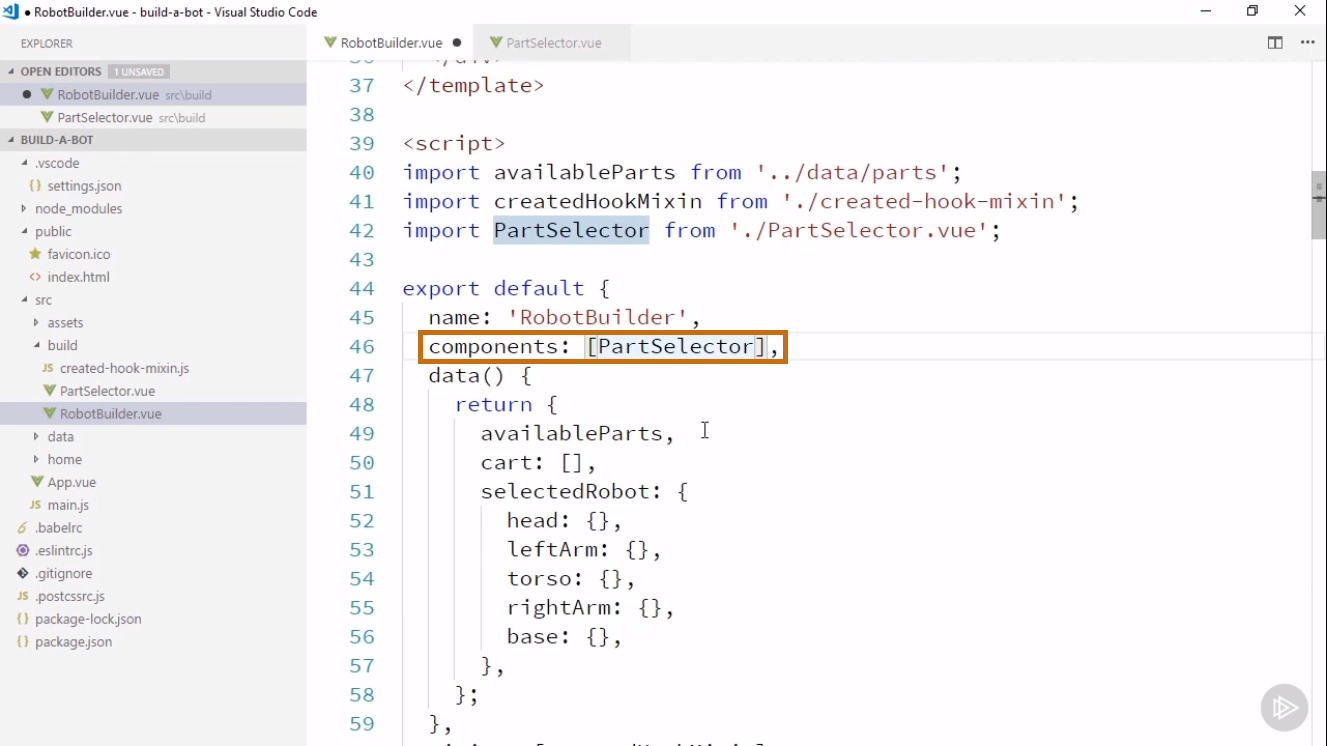 RobotBuilder.vue - build-a-bot - Visual Studio Code
EXPLORER
OPEN EDITORS 1 UNSAVED
RobotBuilder.vue src\build
PartSelector.vue src\build
BUILD-A-BOT
.vscode
{} settings.json
node_modules
public
favicon.ico
<> index.html
src
assets
build
JS created-hook-mixin.js
PartSelector.vue
RobotBuilder.vue
data
home
App.vue
JS main.js
.babelrc
.eslintrc.js
.gitignore
JS .postcssrc.js
{} package-lock.json
{} package.json
RobotBuilder.vue
PartSelector.vue
37 </template>
38
39 <script>
40 import availableParts from '../data/parts';
41 import createdHookMixin from './created-hook-mixin';
42 import PartSelector from './PartSelector.vue';
43
44 export default {
45 name: 'RobotBuilder',
46 components: [PartSelector],
47 data() {
48 return {
49 availableParts,
50 cart: [],
51 selectedRobot: {
52 head: {},
53 leftArm: {},
54 torso: {},
55 rightArm: {},
56 base: {},
57 },
58 };
59 },